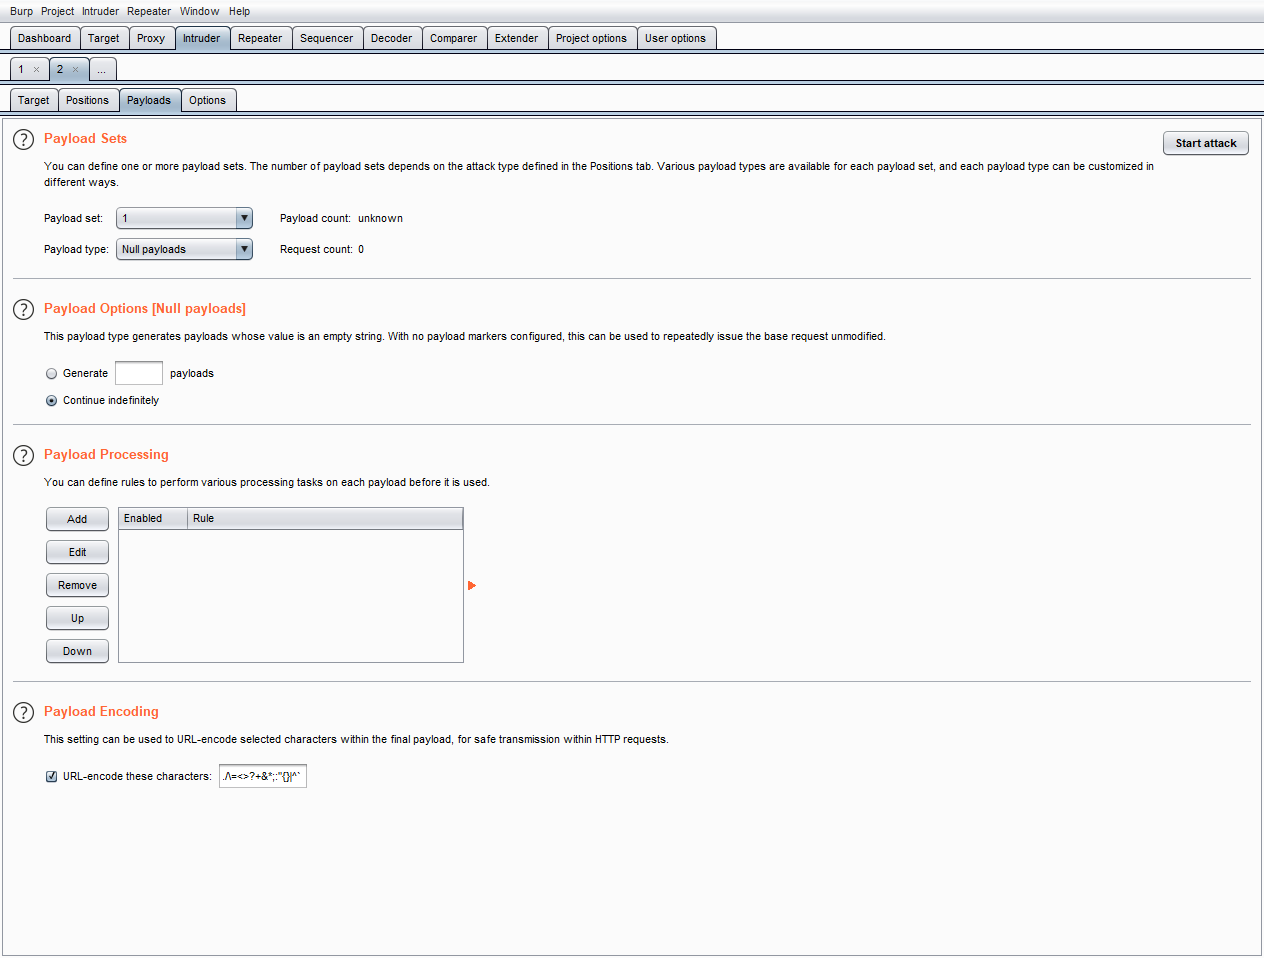 Burp Project Intruder Repeater Window Help
Dashboard Target Proxy Intruder Repeater Sequencer Decoder Comparer Extender Project options User options
1 × 2 × ...
Target Positions Payloads Options
? Payload Sets
Start attack
You can define one or more payload sets. The number of payload sets depends on the attack type defined in the Positions tab. Various payload types are available for each payload set, and each payload type can be customized in
different ways.
Payload set: 1 Payload count: unknown
Payload type: Null payloads Request count: 0
? Payload Options [Null payloads]
This payload type generates payloads whose value is an empty string. With no payload markers configured, this can be used to repeatedly issue the base request unmodified.
Generate payloads
Continue indefinitely
? Payload Processing
You can define rules to perform various processing tasks on each payload before it is used.
Add Enabled Rule
Edit
Remove
Up
Down
? Payload Encoding
This setting can be used to URL-encode selected characters within the final payload, for safe transmission within HTTP requests.
URL-encode these characters: ./\=<>?+&*;:"{}|^`